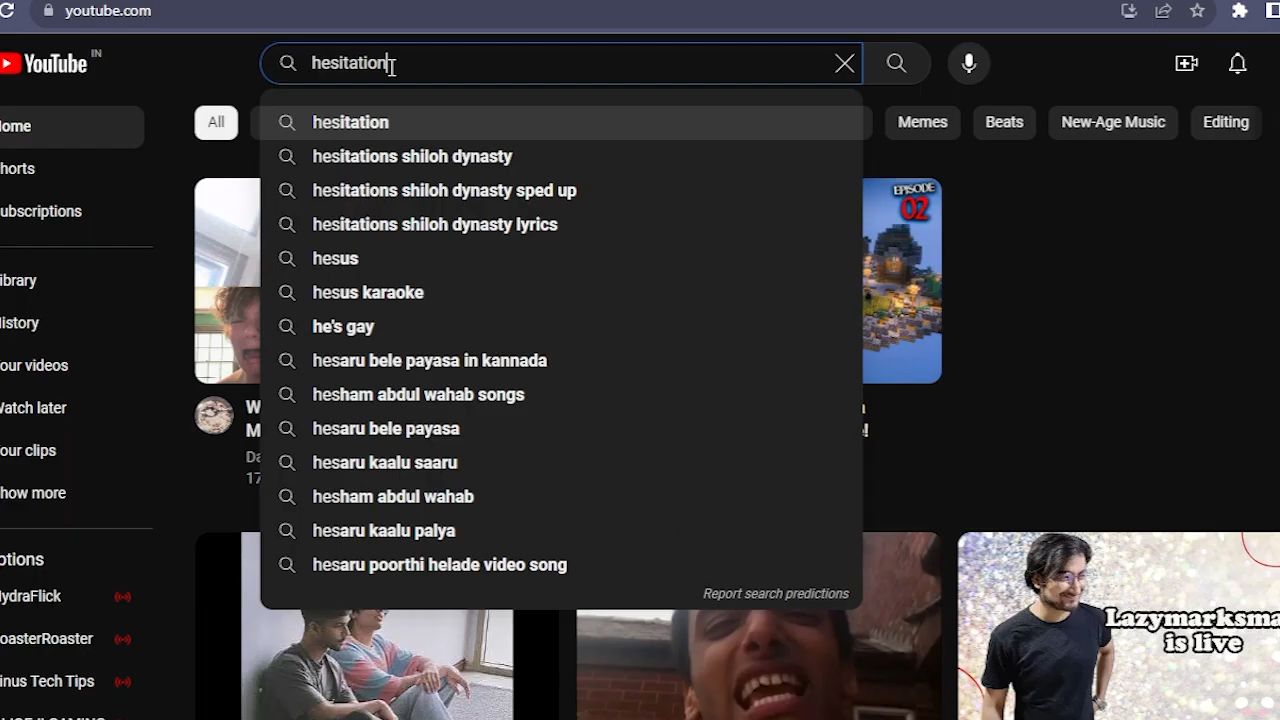 youtube.com
YouTube IN
hesitation
All
Memes
Beats
New-Age Music
Editing
hesitation
hesitations shiloh dynasty
hesitations shiloh dynasty sped up
hesitations shiloh dynasty lyrics
hesus
hesus karaoke
he's gay
hesaru bele payasa in kannada
hesham abdul wahab songs
hesaru bele payasa
hesaru kaalu saaru
hesham abdul wahab
hesaru kaalu palya
hesaru poorthi helade video song
Report search predictions
ome
horts
ubscriptions
ibrary
istory
our videos
Watch later
our clips
how more
ptions
ydraFlick
oasterRoaster
inus Tech Tips
EPISODE
02
W
M
Da
17
Lazymarksma
is live